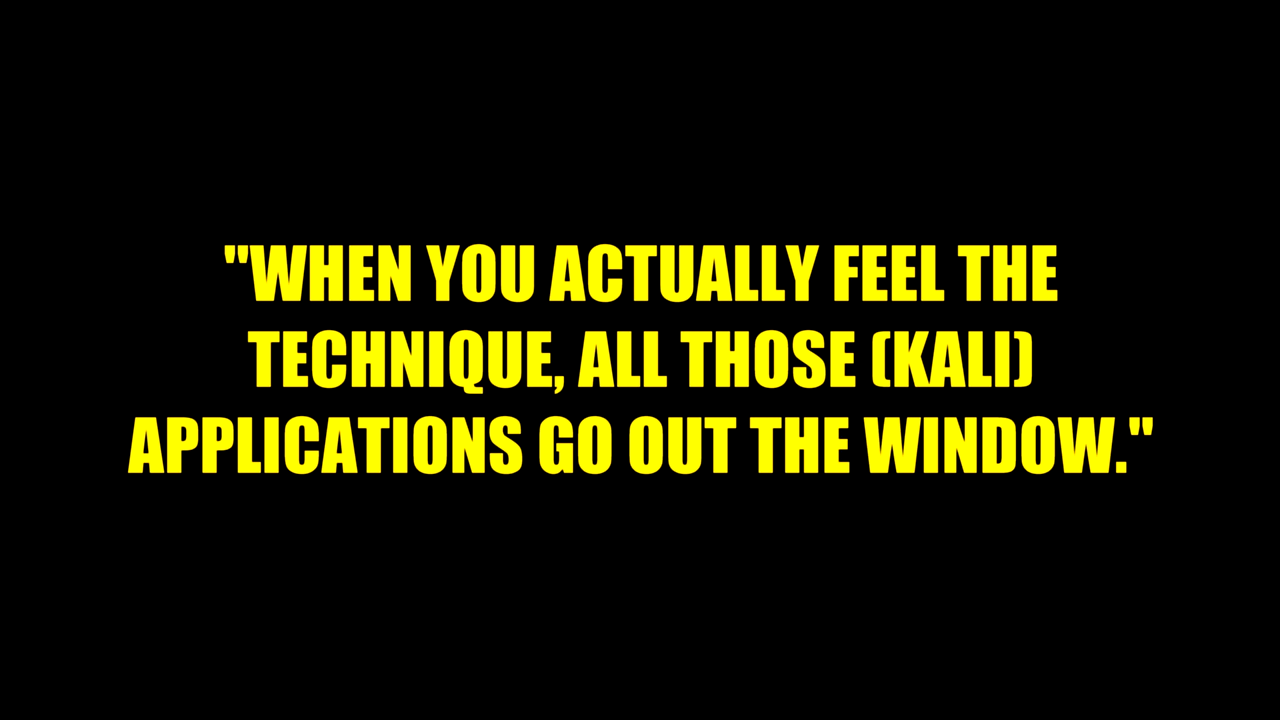 "WHEN YOU ACTUALLY FEEL THE
TECHNIQUE, ALL THOSE (KALI)
APPLICATIONS GO OUT THE WINDOW."